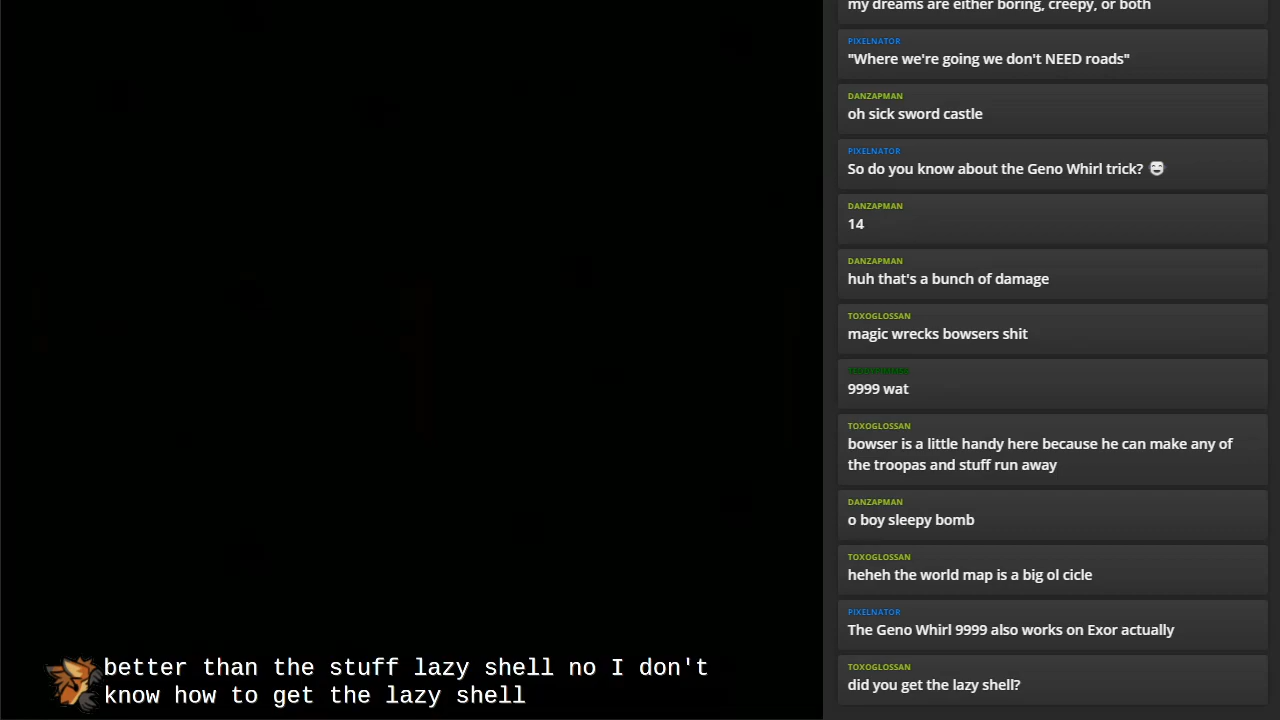 my dreams are either boring, creepy, or both
PIXELNATOR
"Where we're going we don't NEED roads"
DANZAPMAN
oh sick sword castle
PIXELNATOR
So do you know about the Geno Whirl trick?
DANZAPMAN
14
DANZAPMAN
huh that's a bunch of damage
TOXOGLOSSAN
magic wrecks bowsers shit
9999 wat
TOXOGLOSSAN
bowser is a little handy here because he can make any of
the troopas and stuff run away
DANZAPMAN
o boy sleepy bomb
TOXOGLOSSAN
heheh the world map is a big ol cicle
PIXELNATOR
The Geno Whirl 9999 also works on Exor actually
TOXOGLOSSAN
did you get the lazy shell?
better than the stuff lazy shell no I don't
know how to get the lazy shell